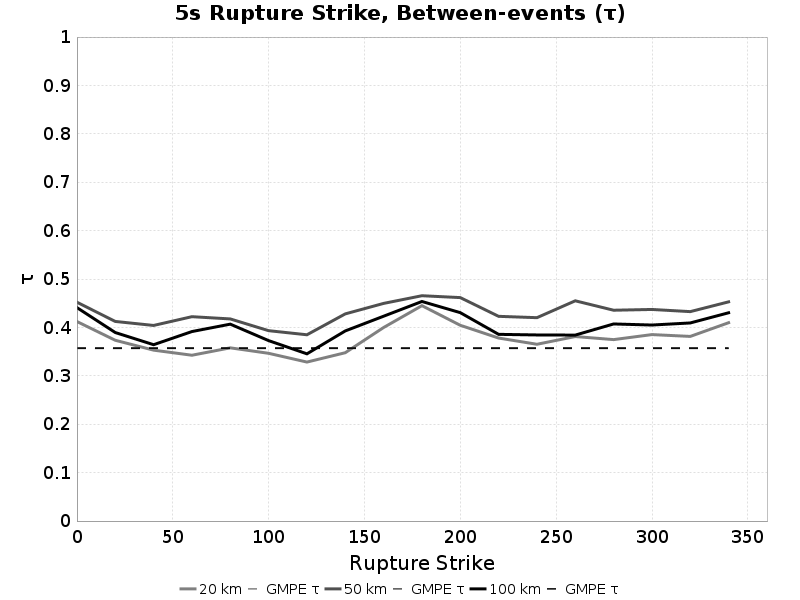 5s Rupture Strike, Between-events (τ)
1
0.9
0.8
0.7
0.6
0.5
0.4
0.3
0.2
0.1
0
τ
0 50 100 150 200 250 300 350
Rupture Strike
20 km GMPE τ 50 km GMPE τ 100 km GMPE τ